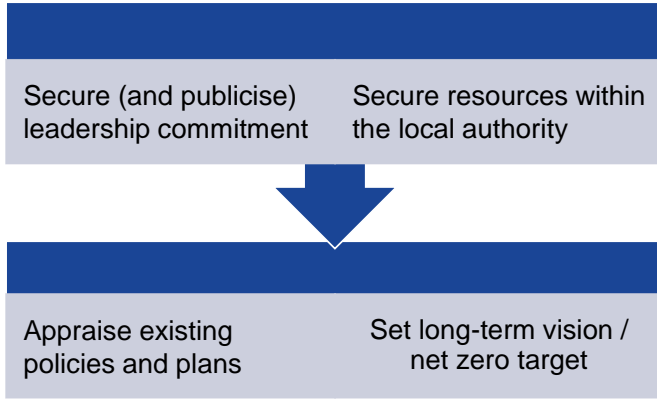 Secure (and publicise)
leadership commitment
Secure resources within
the local authority
Appraise existing
policies and plans
Set long-term vision /
net zero target